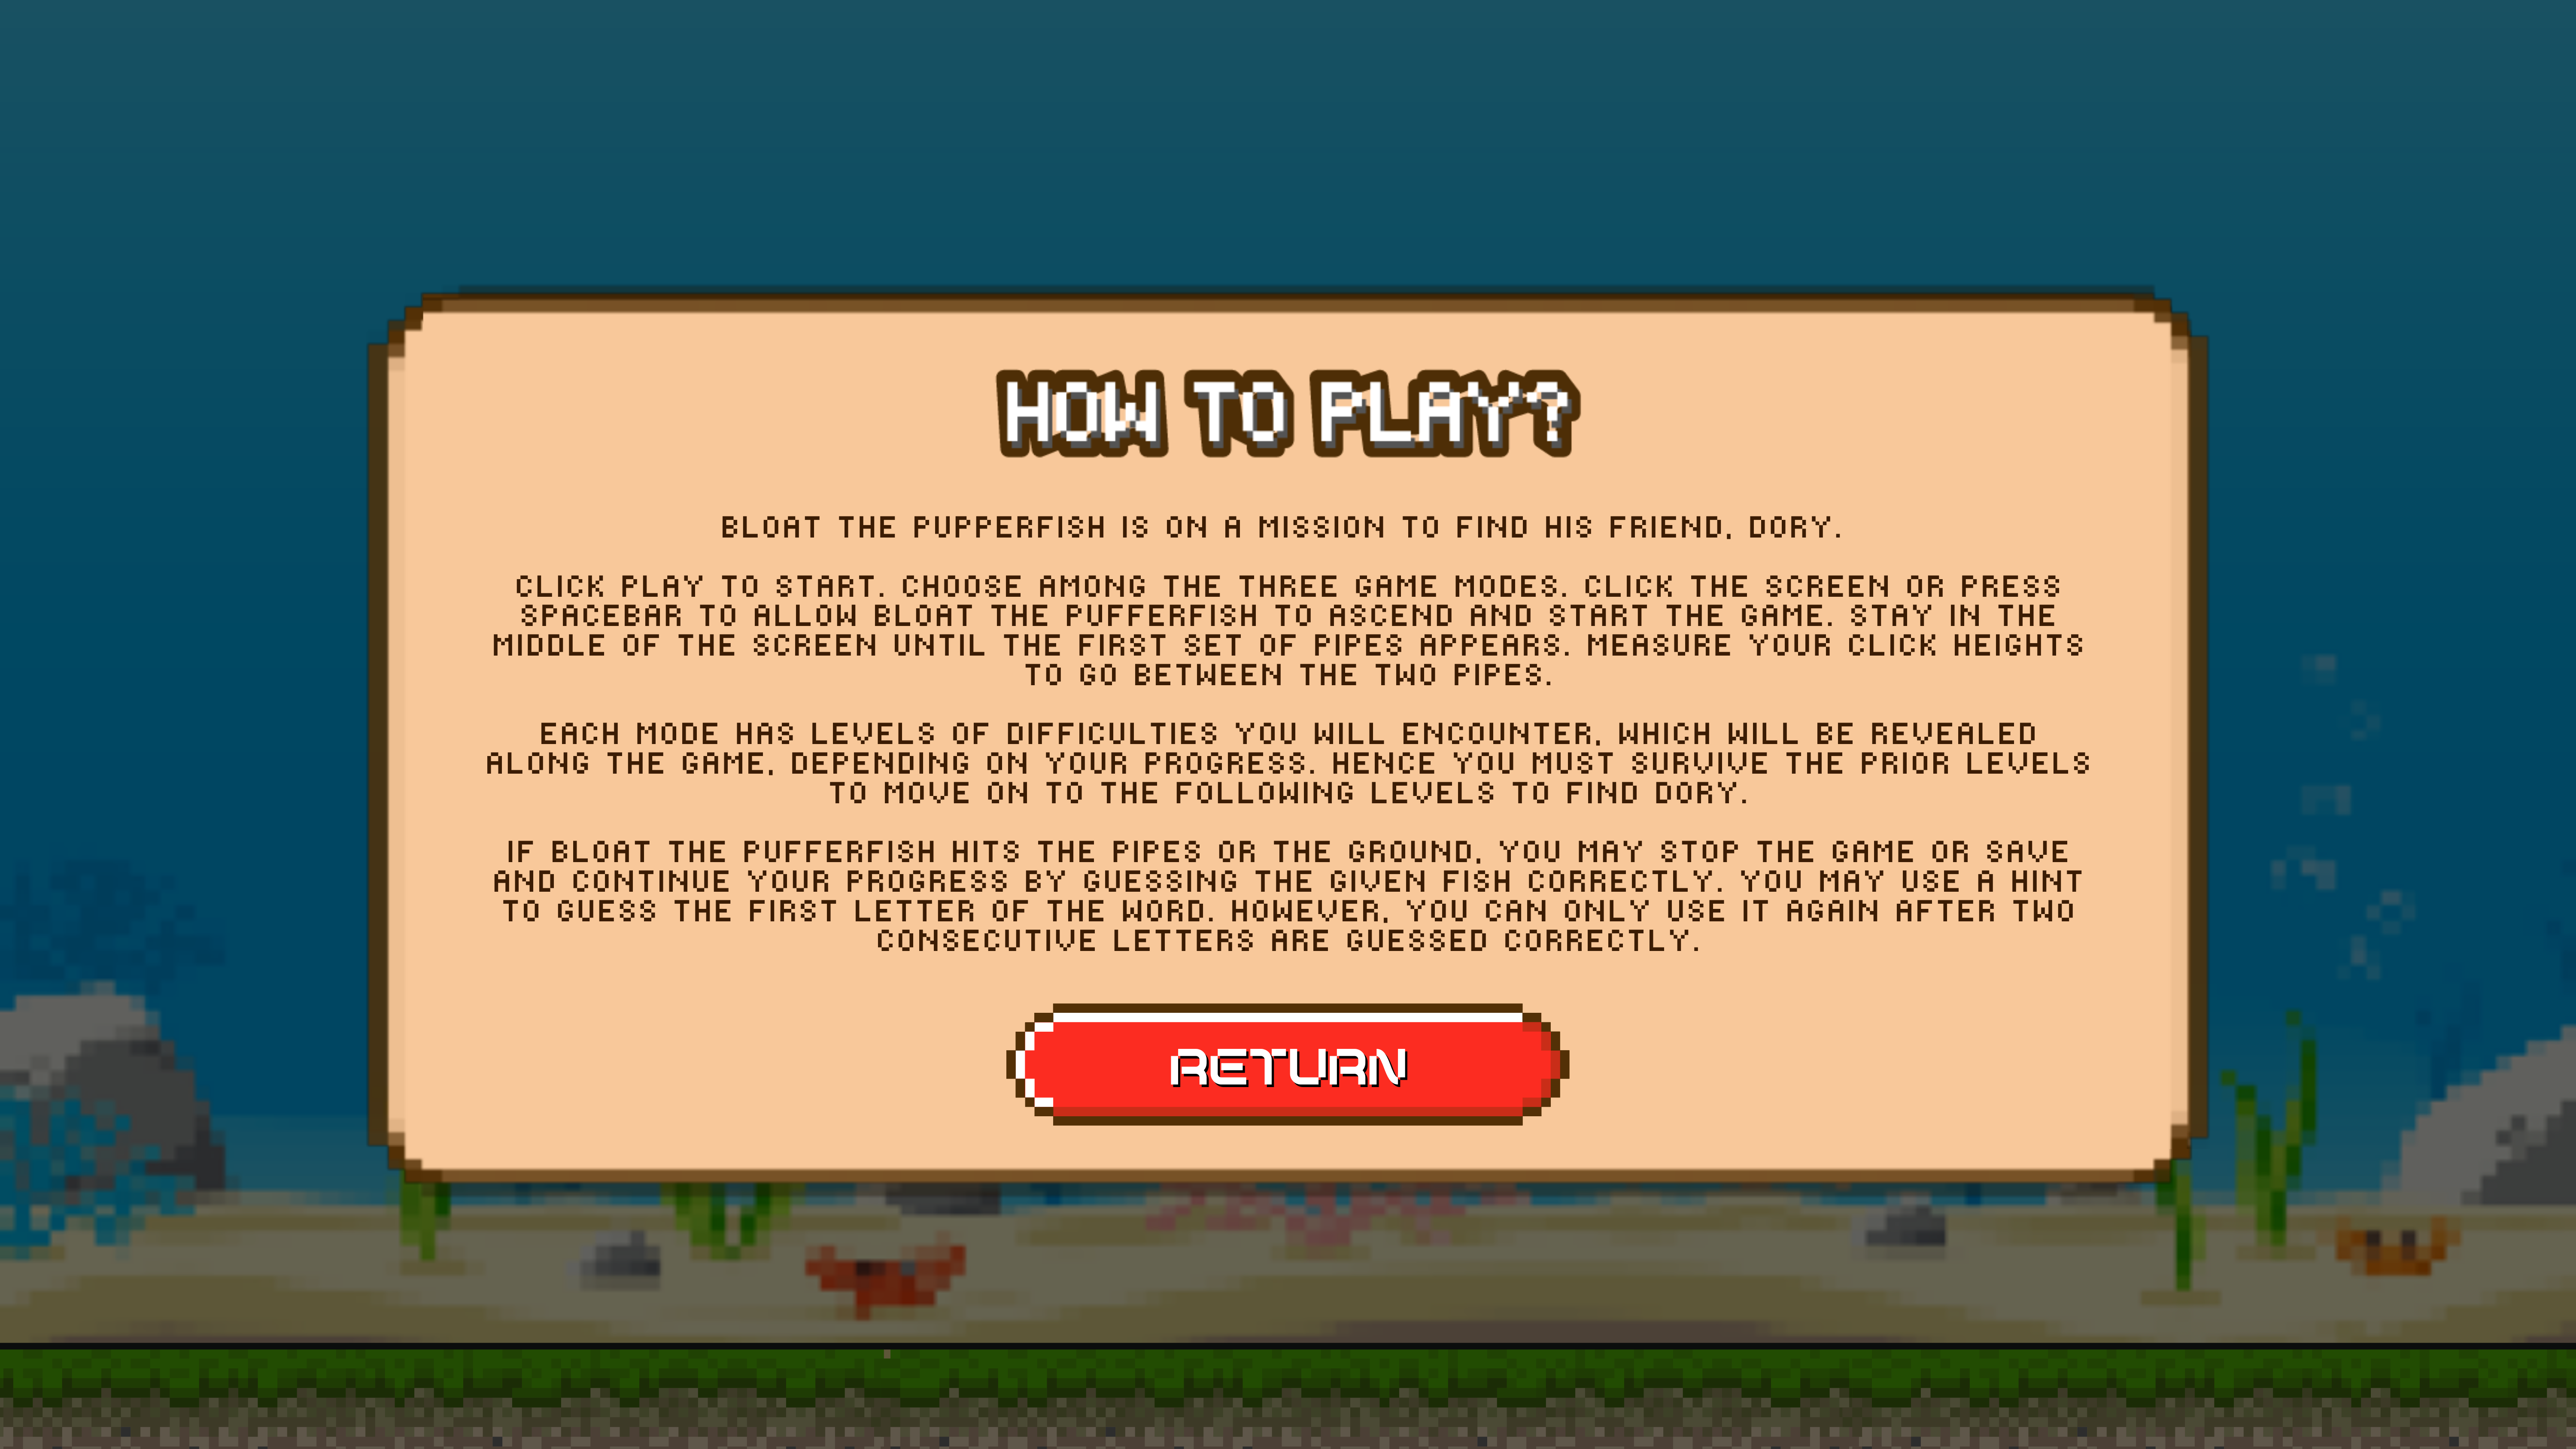 HOW TO PLAY?
BLOAT THE PUPPERFISH IS ON A MISSION TO FIND HIS FRIEND, DORY.
CLICK PLAY TO START. CHOOSE AMONG THE THREE GAME MODES. CLICK THE SCREEN OR PRESS
SPACEBAR TO ALLOW BLOAT THE PUFFERFISH TO ASCEND AND START THE GAME. STAY IN THE
MIDDLE OF THE SCREEN UNTIL THE FIRST SET OF PIPES APPEARS. MEASURE YOUR CLICK HEIGHTS
TO GO BETWEEN THE TWO PIPES.
EACH MODE HAS LEVELS OF DIFFICULTIES YOU WILL ENCOUNTER, WHICH WILL BE REVEALED
ALONG THE GAME, DEPENDING ON YOUR PROGRESS. HENCE YOU MUST SURVIVE THE PRIOR LEVELS
TO MOVE ON TO THE FOLLOWING LEVELS TO FIND DORY.
IF BLOAT THE PUFFERFISH HITS THE PIPES OR THE GROUND, YOU MAY STOP THE GAME OR SAVE
AND CONTINUE YOUR PROGRESS BY GUESSING THE GIVEN FISH CORRECTLY. YOU MAY USE A HINT
TO GUESS THE FIRST LETTER OF THE WORD. HOWEVER, YOU CAN ONLY USE IT AGAIN AFTER TWO
CONSECUTIVE LETTERS ARE GUESSED CORRECTLY.
RETURN